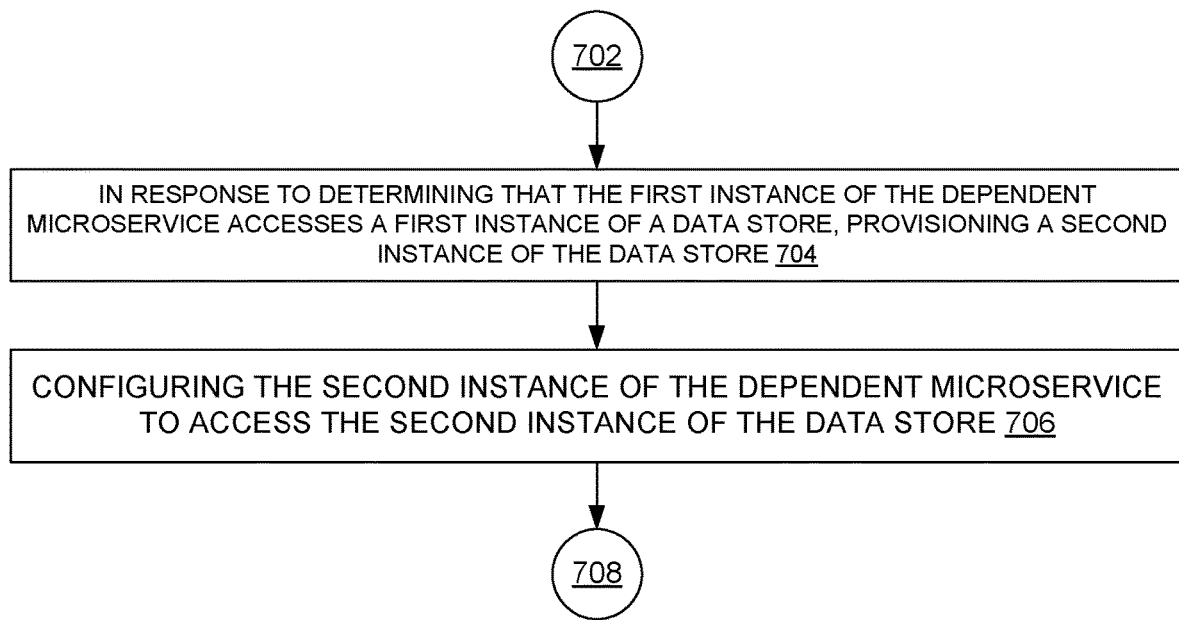 702
IN RESPONSE TO DETERMINING THAT THE FIRST INSTANCE OF THE DEPENDENT
MICROSERVICE ACCESSES A FIRST INSTANCE OF A DATA STORE, PROVISIONING A SECOND
INSTANCE OF THE DATA STORE 704
CONFIGURING THE SECOND INSTANCE OF THE DEPENDENT MICROSERVICE
TO ACCESS THE SECOND INSTANCE OF THE DATA STORE 706
708